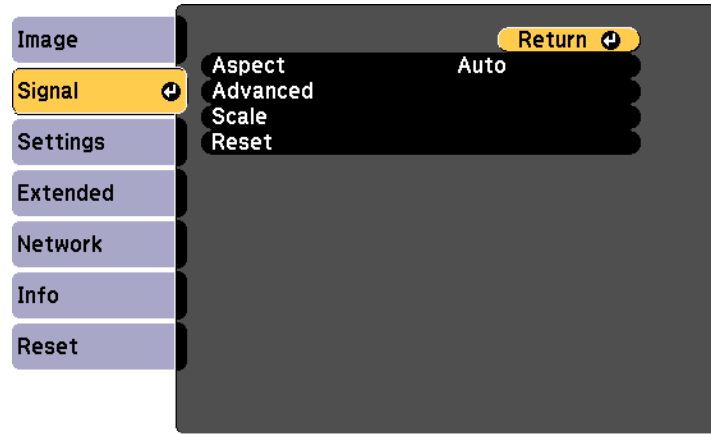 Image
Signal
Settings
Extended
Network
Info
Reset
Return
Aspect Auto
Advanced
Scale
Reset